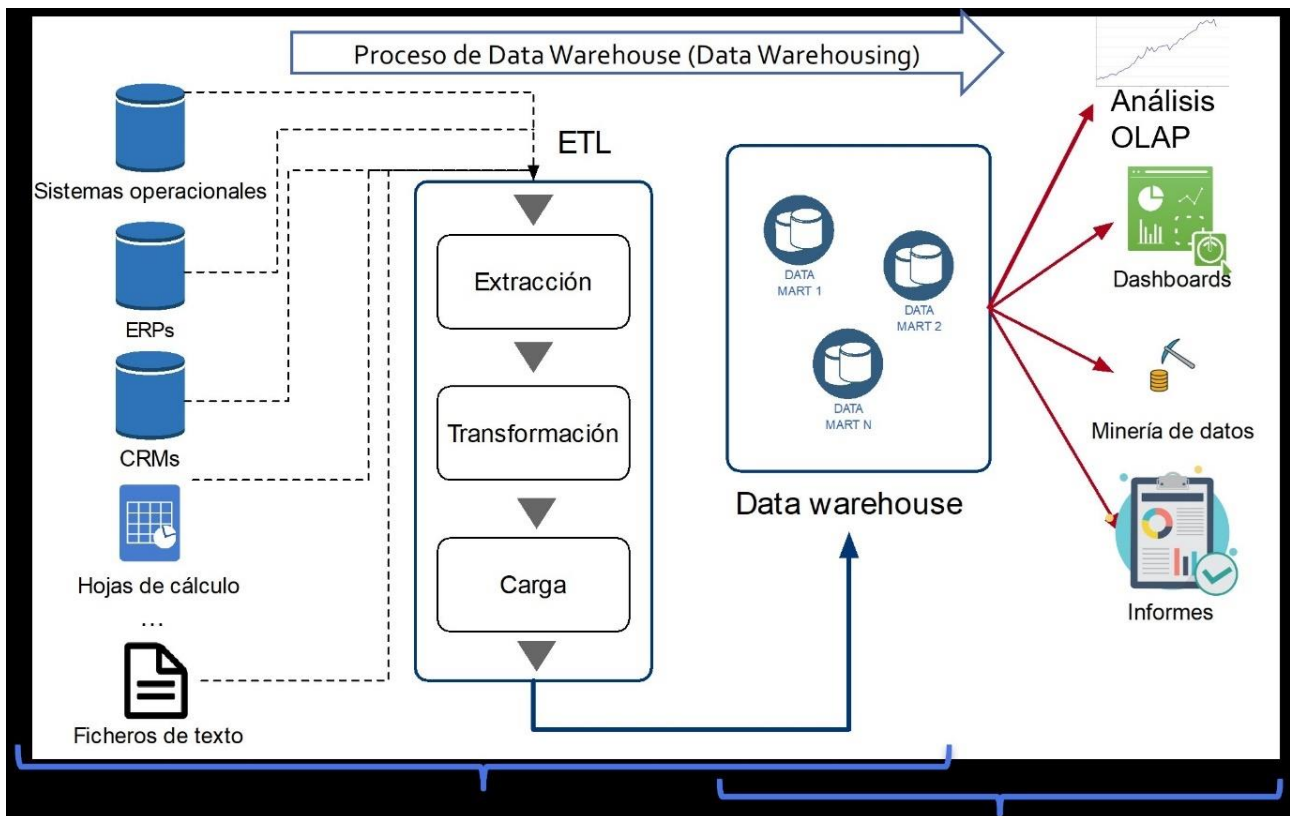 Proceso de Data Warehouse (Data Warehousing)
Sistemas operacionales
ERPs
CRMs
Hojas de cálculo
...
Ficheros de texto
ETL
Extracción
Transformación
Carga
DATA
MART 1
DATA
MART 2
DATA
MART N
Data warehouse
Análisis
OLAP
Dashboards
Minería de datos
Informes